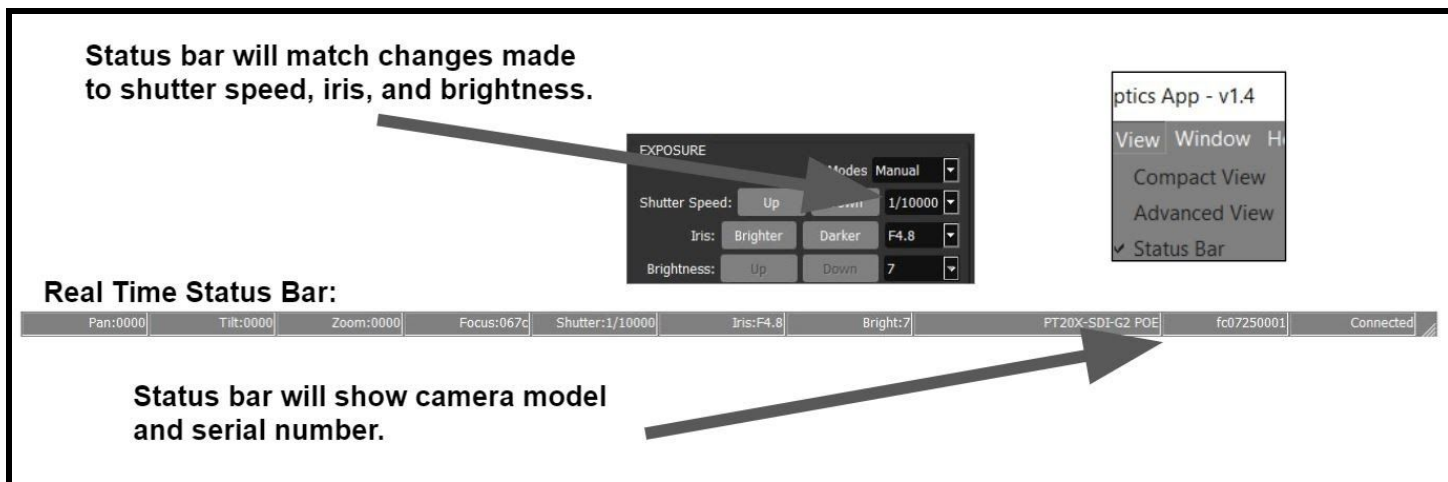 Status bar will match changes made
to shutter speed, iris, and brightness.
ptics App - v1.4
View Window H
Compact View
Advanced View
✓ Status Bar
EXPOSURE
Modes Manual
Shutter Speed: Up Down 1/10000
Iris: Brighter Darker F4.8
Brightness: Up Down 7
Real Time Status Bar:
Pan:0000 Tilt:0000 Zoom:0000 Focus:067c Shutter:1/10000 Iris:F4.8 Bright:7 PT20X-SDI-G2 POE fc07250001 Connected
Status bar will show camera model
and serial number.